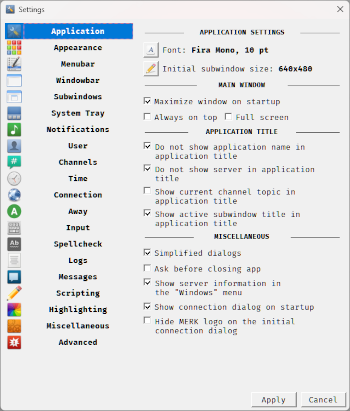 Settings
Application
Appearance
Menubar
Windowbar
Subwindows
System Tray
Notifications
User
Channels
Time
Connection
Away
Input
Spellcheck
Logs
Messages
Scripting
Highlighting
Miscellaneous
Advanced
APPLICATION SETTINGS
Font: Fira Mono, 10 pt
Initial subwindow size: 640x480
MAIN WINDOW
Maximize window on startup
Always on top
Full screen
APPLICATION TITLE
Do not show application name in
application title
Do not show server in application
title
Show current channel topic in
application title
Show active subwindow title in
application title
MISCELLANEOUS
Simplified dialogs
Ask before closing app
Show server information in
the "Windows" menu
Show connection dialog on startup
Hide MERK logo on the initial
connection dialog
Apply
Cancel